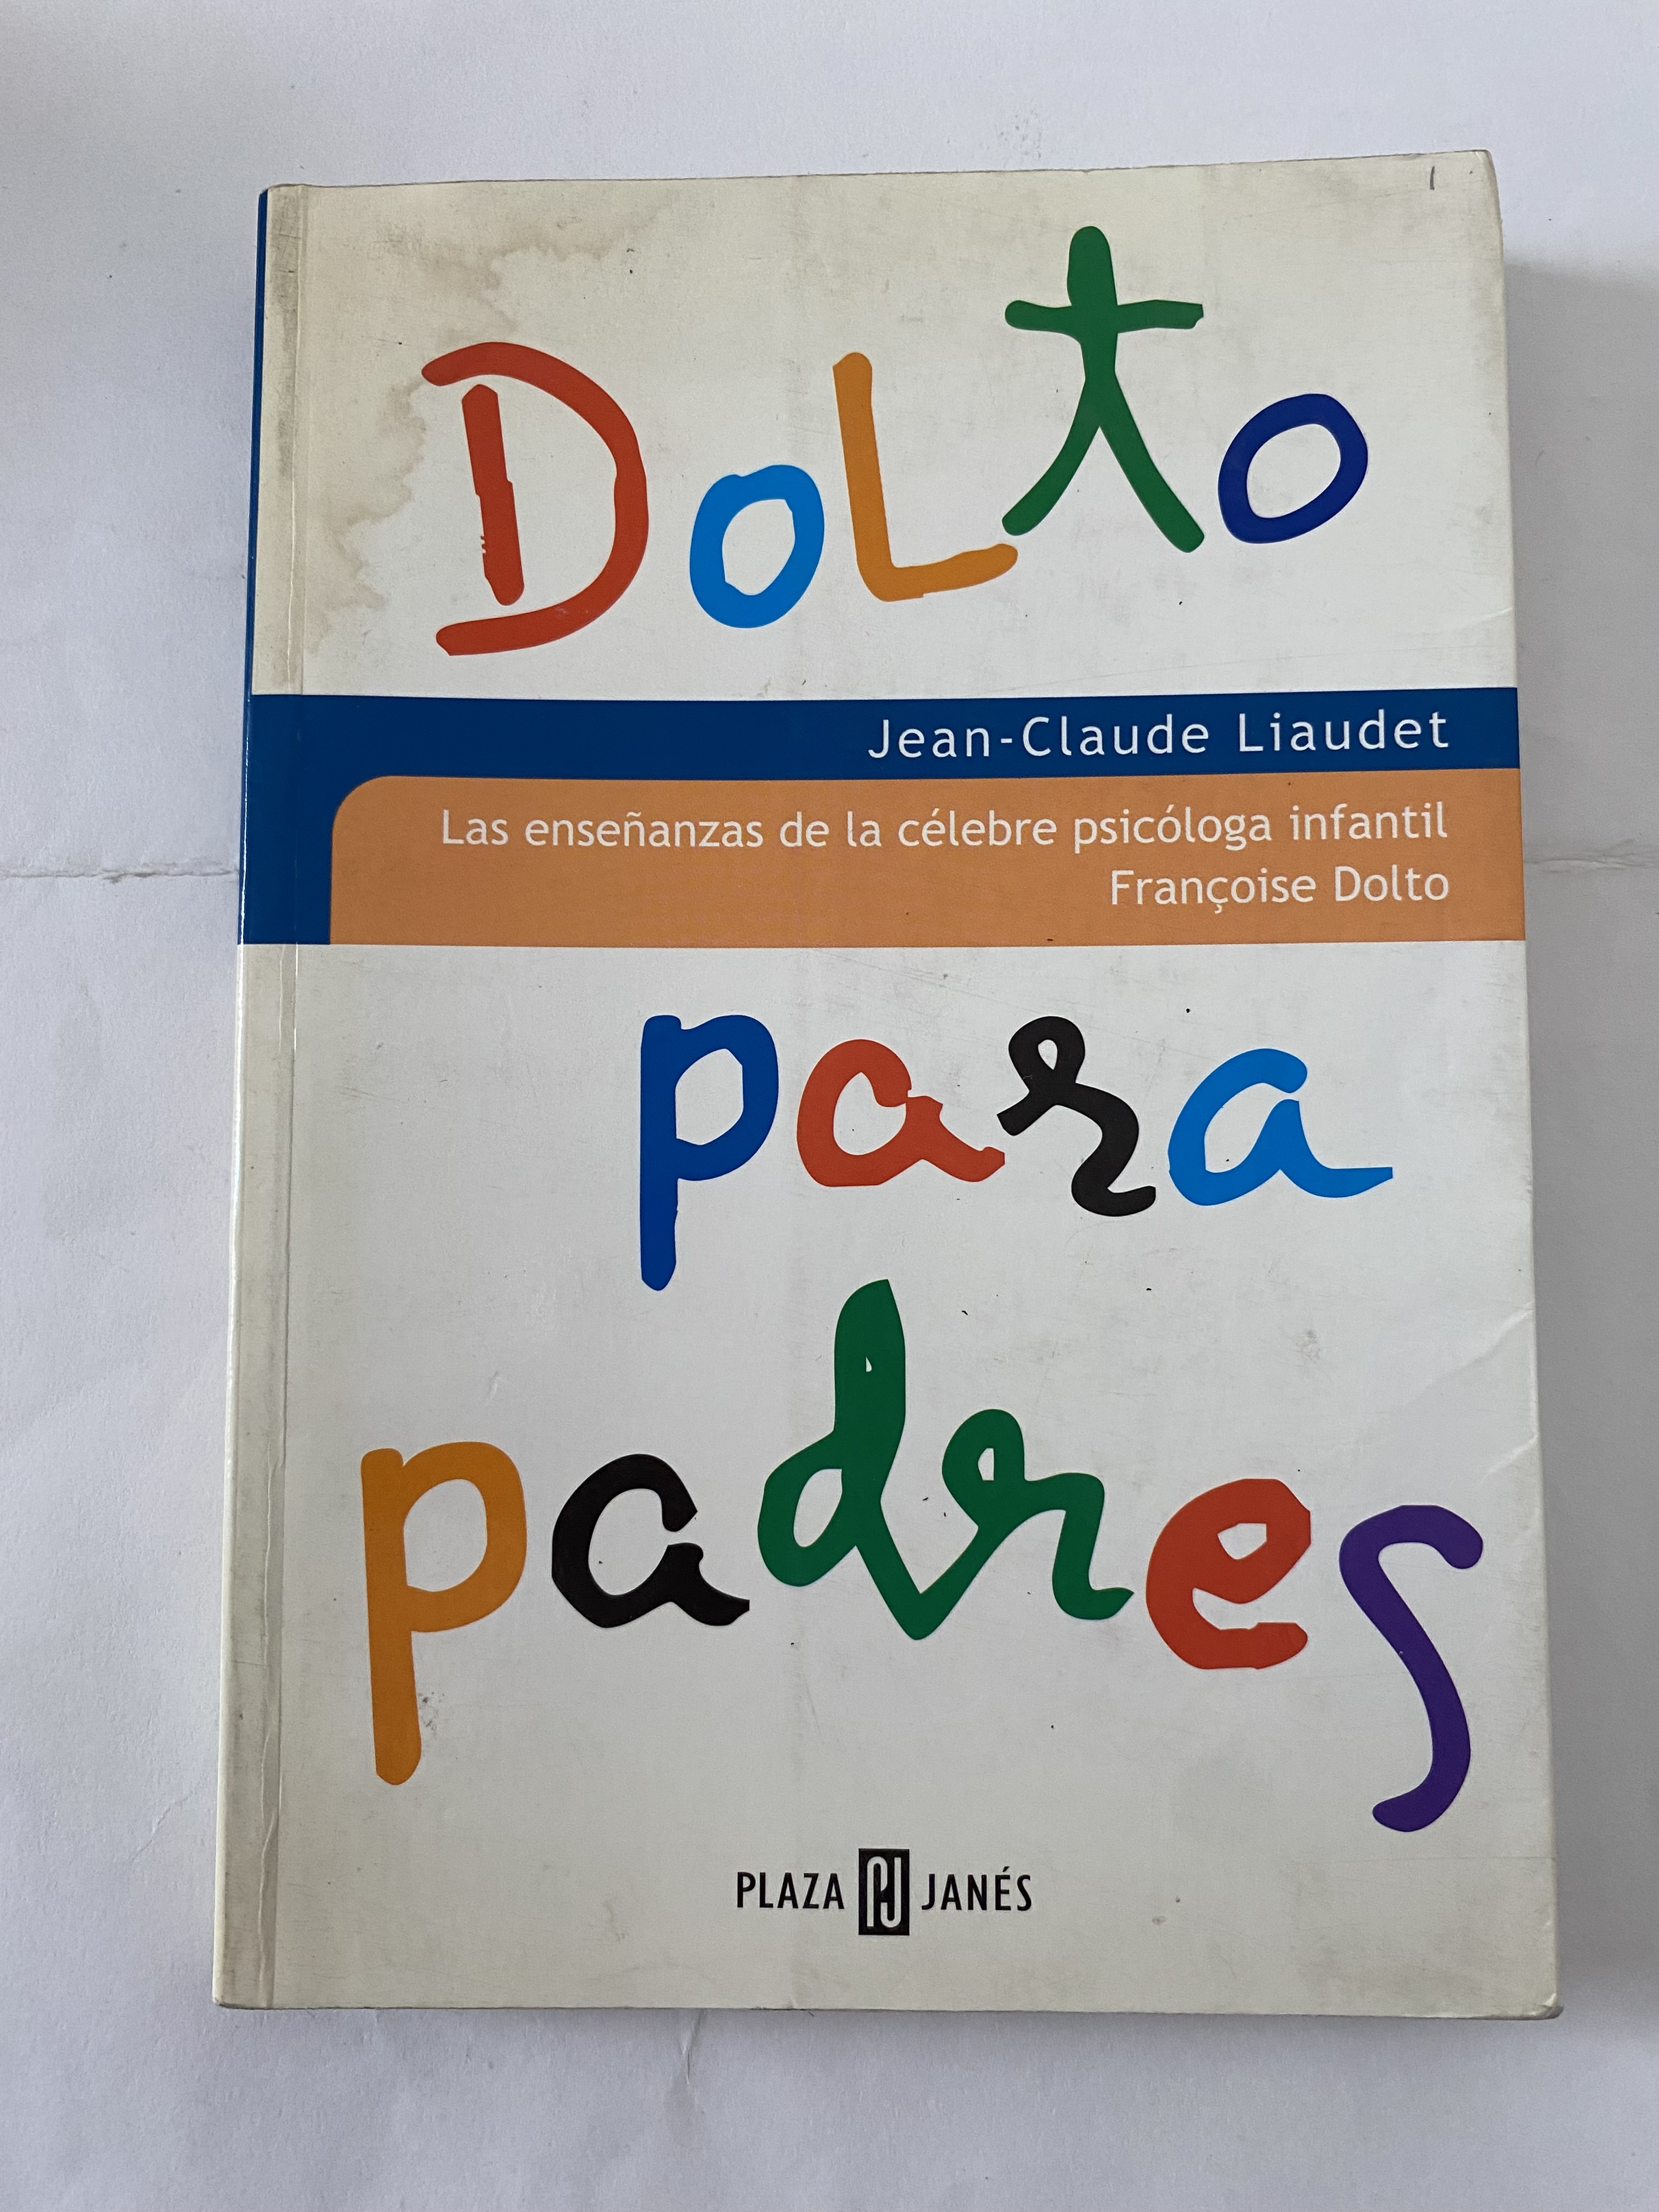 DoLto
Jean-Claude Liaudet
Las enseñanzas de la célebre psicóloga infantil
Françoise Dolto
para
padres
PLAZA PJ JANÉS